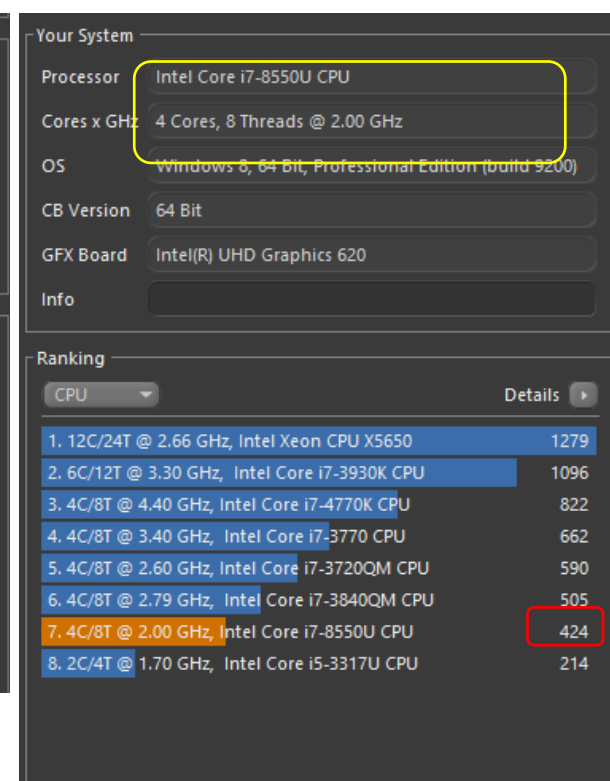 Your System
Processor Intel Core i7-8550U CPU
Cores x GHz 4 Cores, 8 Threads @ 2.00 GHz
OS Windows 8, 64 Bit, Professional Edition (build 9200)
CB Version 64 Bit
GFX Board Intel(R) UHD Graphics 620
Info
Ranking
CPU Details
1. 12C/24T @ 2.66 GHz, Intel Xeon CPU X5650 1279
2. 6C/12T @ 3.30 GHz, Intel Core i7-3930K CPU 1096
3. 4C/8T @ 4.40 GHz, Intel Core i7-4770K CPU 822
4. 4C/8T @ 3.40 GHz, Intel Core i7-3770 CPU 662
5. 4C/8T @ 2.60 GHz, Intel Core i7-3720QM CPU 590
6. 4C/8T @ 2.79 GHz, Intel Core i7-3840QM CPU 505
7. 4C/8T @ 2.00 GHz, Intel Core i7-8550U CPU 424
8. 2C/4T @ 1.70 GHz, Intel Core i5-3317U CPU 214